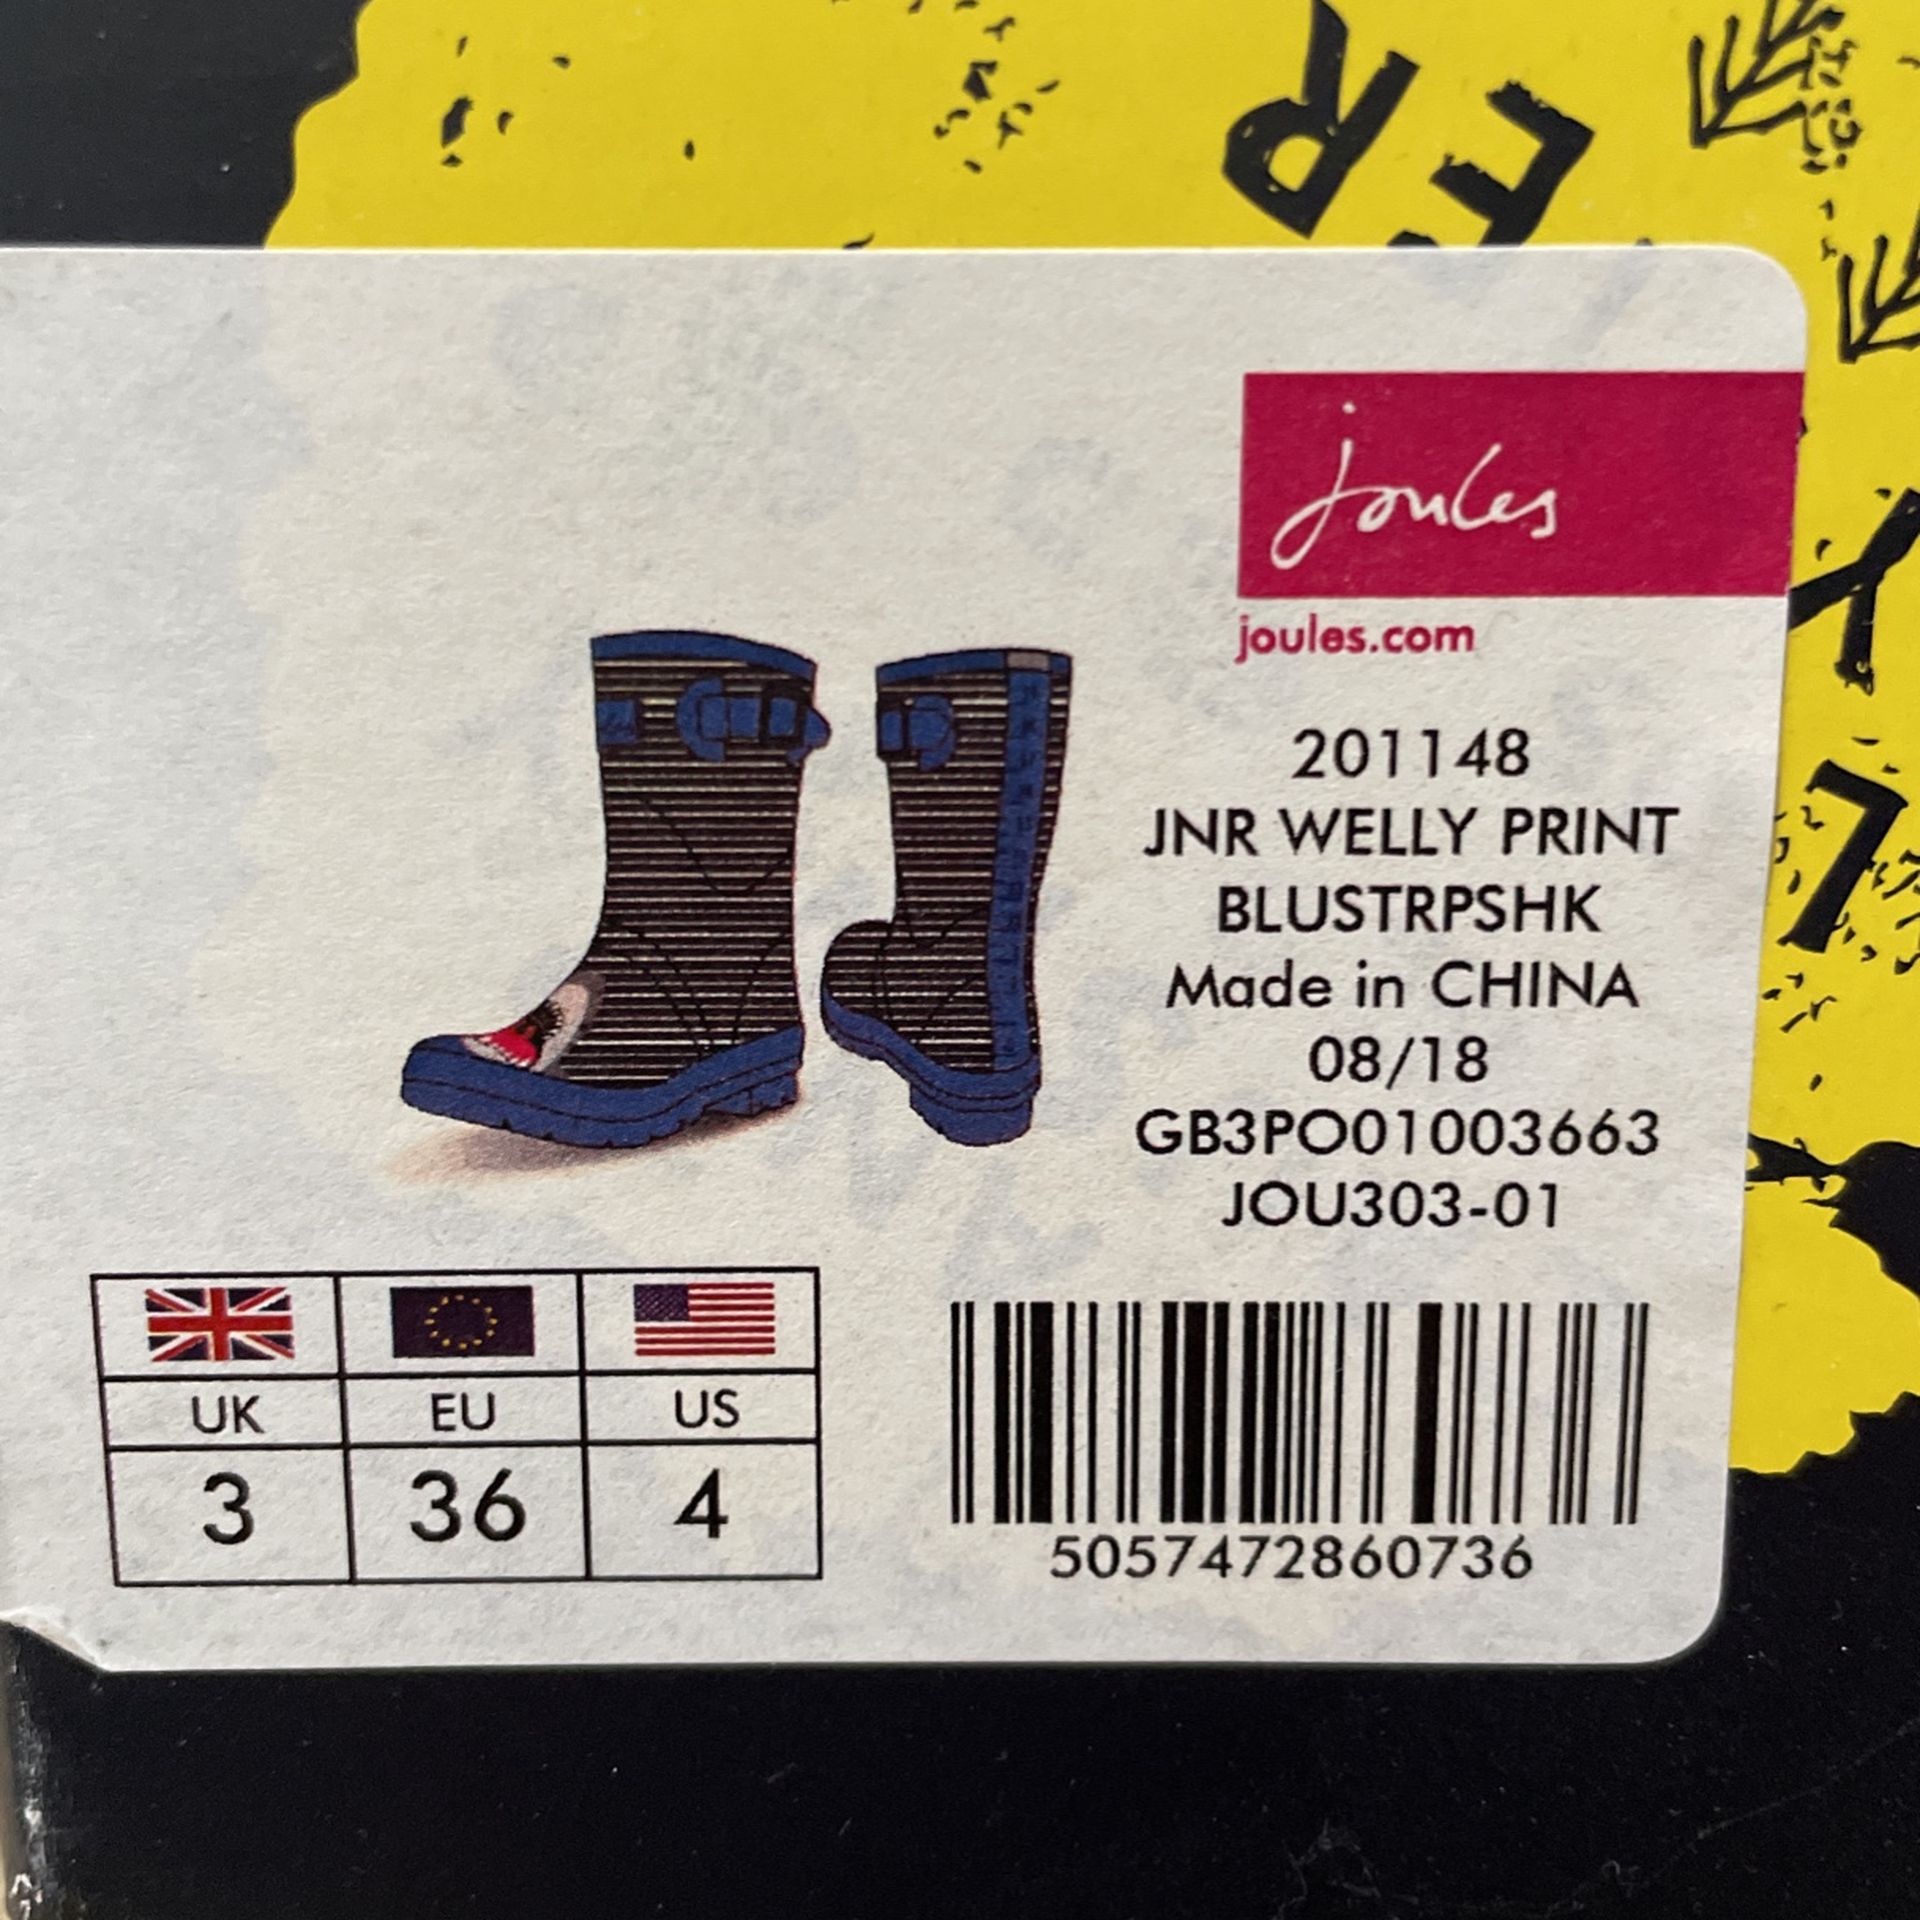 joules
joules.com
201148
JNR WELLY PRINT
BLUSTRPSHK
Made in CHINA
08/18
GB3PO01003663
JOU303-01
UK EU US
3 36 4
5057472860736